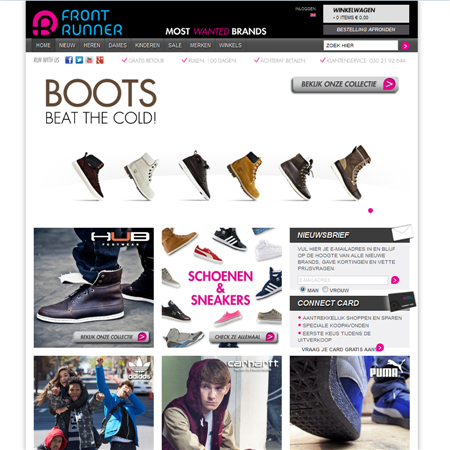 FRONT
RUNNER
MOST WANTED BRANDS
INLOGGEN
WINKELWAGEN
0 ITEMS € 0,00
BESTELLING AFRONDEN
HOME NIEUW HEREN DAMES KINDEREN SALE MERKEN WINKELS
ZOEK HIER
RUN WITH US
GRATIS RETOUR
RUILEN: 100 DAGEN
ACHTERAF BETALEN
KLANTENSERVICE:
BOOTS
BEAT THE COLD!
BEKIJK ONZE COLLECTIE
HUB
FOOTWEAR
BEKIJK ONZE COLLECTIE
SCHOENEN
&
SNEAKERS
CHECK ZE ALLEMAAL
NIEUWSBRIEF
VUL HIER JE E-MAILADRES IN EN BLIJF
OP DE HOOGTE VAN ALLE NIEUWE
BRANDS, GAVE KORTINGEN EN VETTE
PRIJSVRAGEN.
E-MAILADRES
MAN VROUW
CONNECT CARD
AANTREKKELIJK SHOPPEN EN SPAREN
SPECIALE KOOPAVONDEN
EERSTE KEUS TIJDENS DE
UITVERKOOP
VRAAG JE CARD GRATIS AAN
adidas
carhartt
PUMA